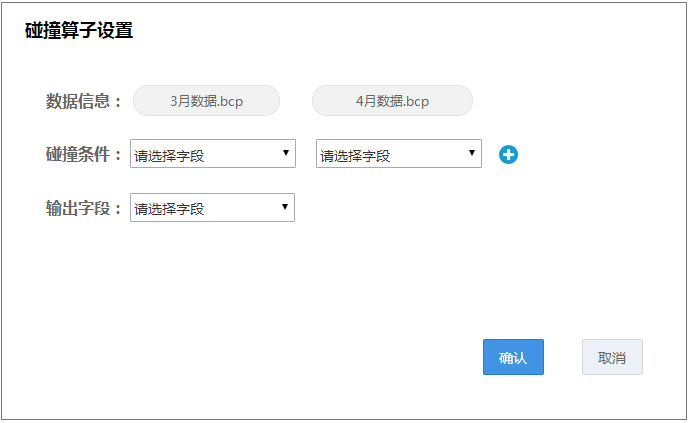 碰撞算子设置
数据信息： 3月数据.bcp 4月数据.bcp
碰撞条件： 请选择字段 请选择字段
输出字段： 请选择字段
确认 取消